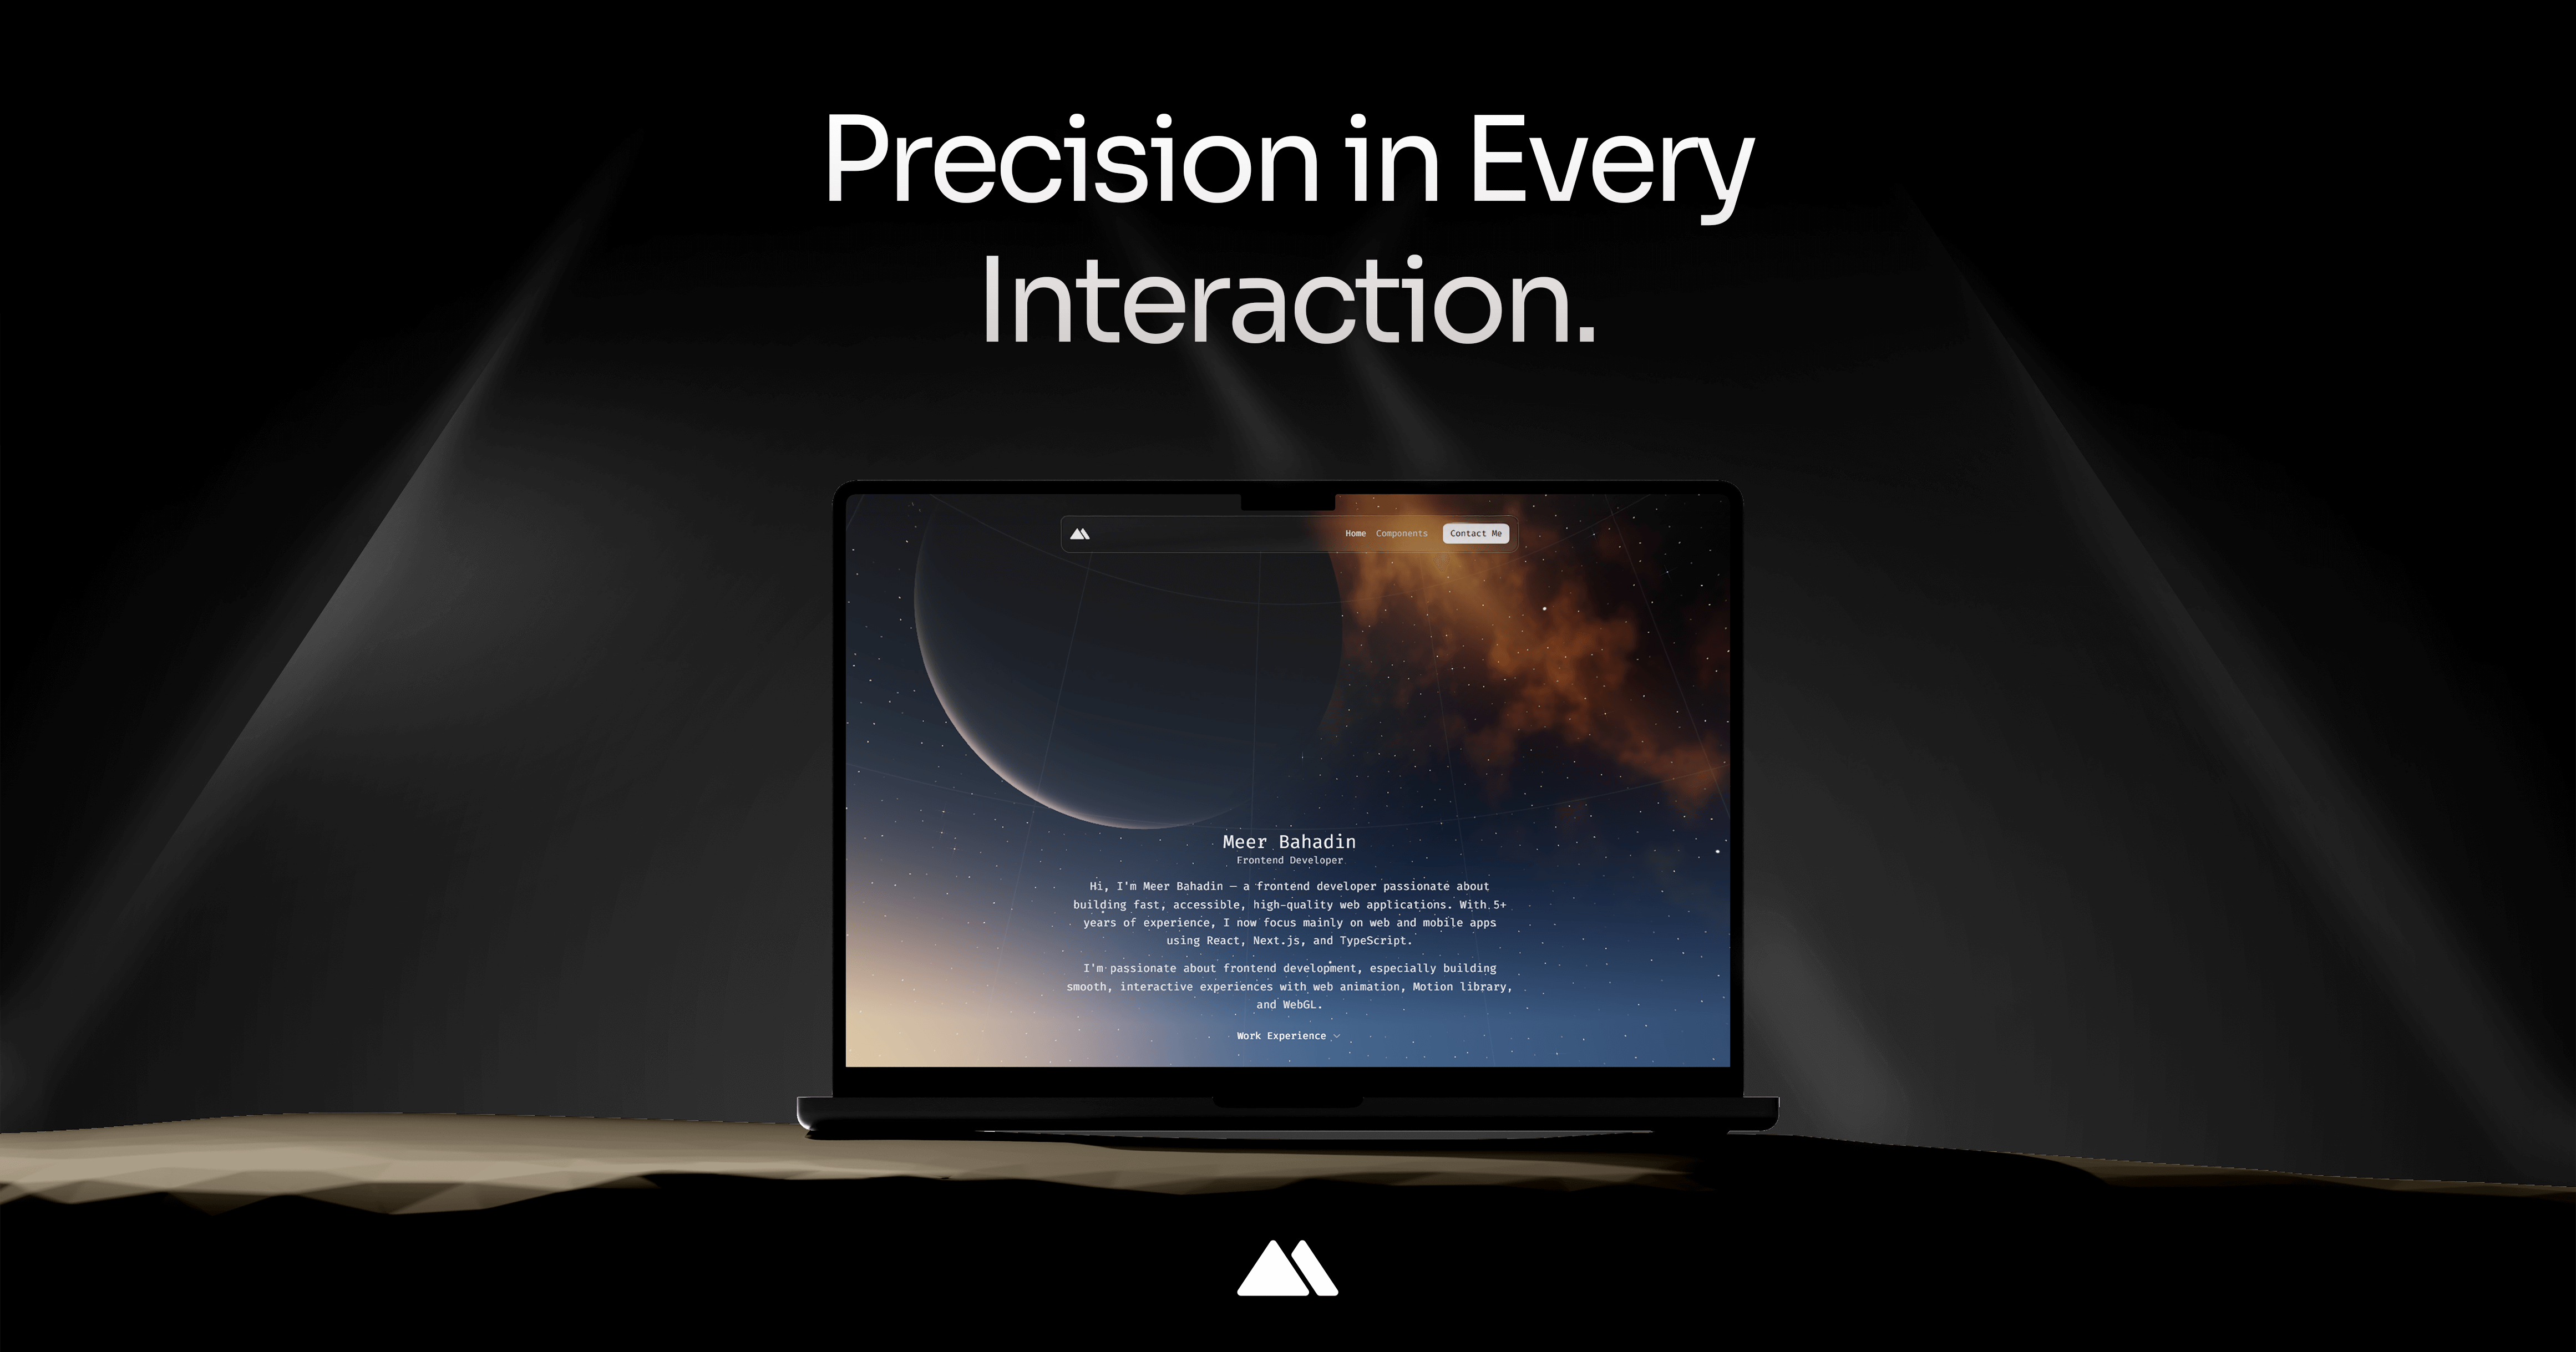 Precision in Every
Interaction.
Home Components Contact Me
Meer Bahadin
Frontend Developer
Hi, I'm Meer Bahadin — a frontend developer passionate about
building fast, accessible, high-quality web applications. With 5+
years of experience, I now focus mainly on web and mobile apps
using React, Next.js, and TypeScript.
I'm passionate about frontend development, especially building
smooth, interactive experiences with web animation, Motion library,
and WebGL.
Work Experience